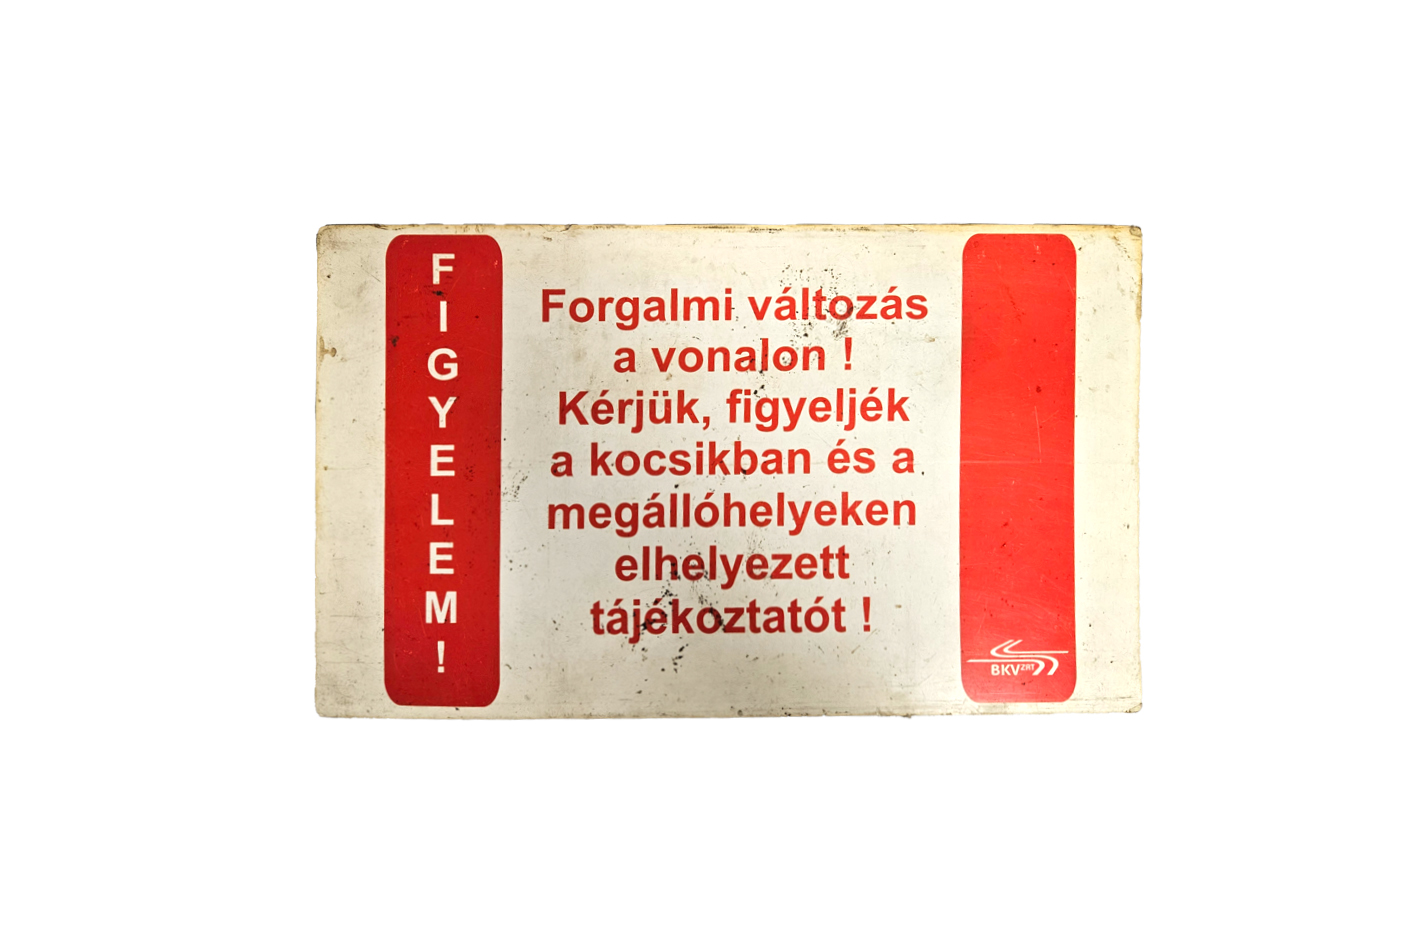 FIGYELEM!
Forgalmi változás
a vonalon !
Kérjük, figyeljék
a kocsikban és a
megállóhelyeken
elhelyezett
tájékoztatót !
BKV ZRT